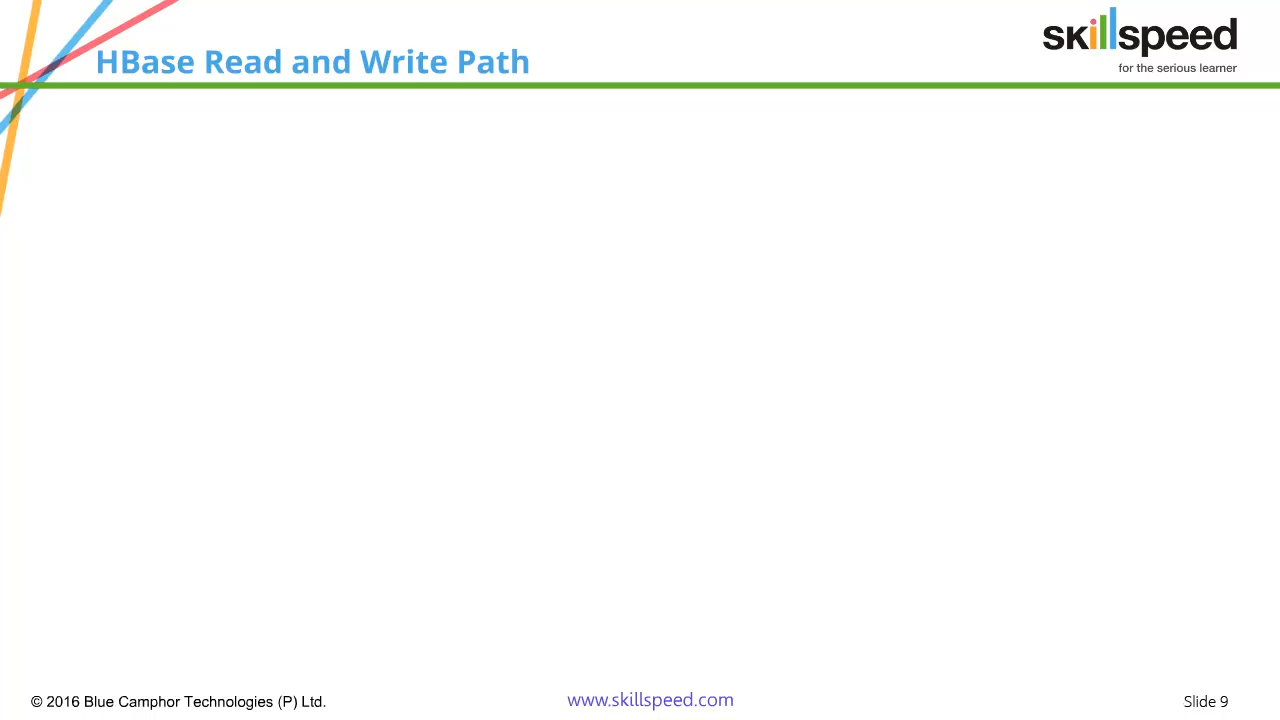 HBase Read and Write Path
skillspeed
for the serious learner
© 2016 Blue Camphor Technologies (P) Ltd.
www.skillspeed.com
Slide 9